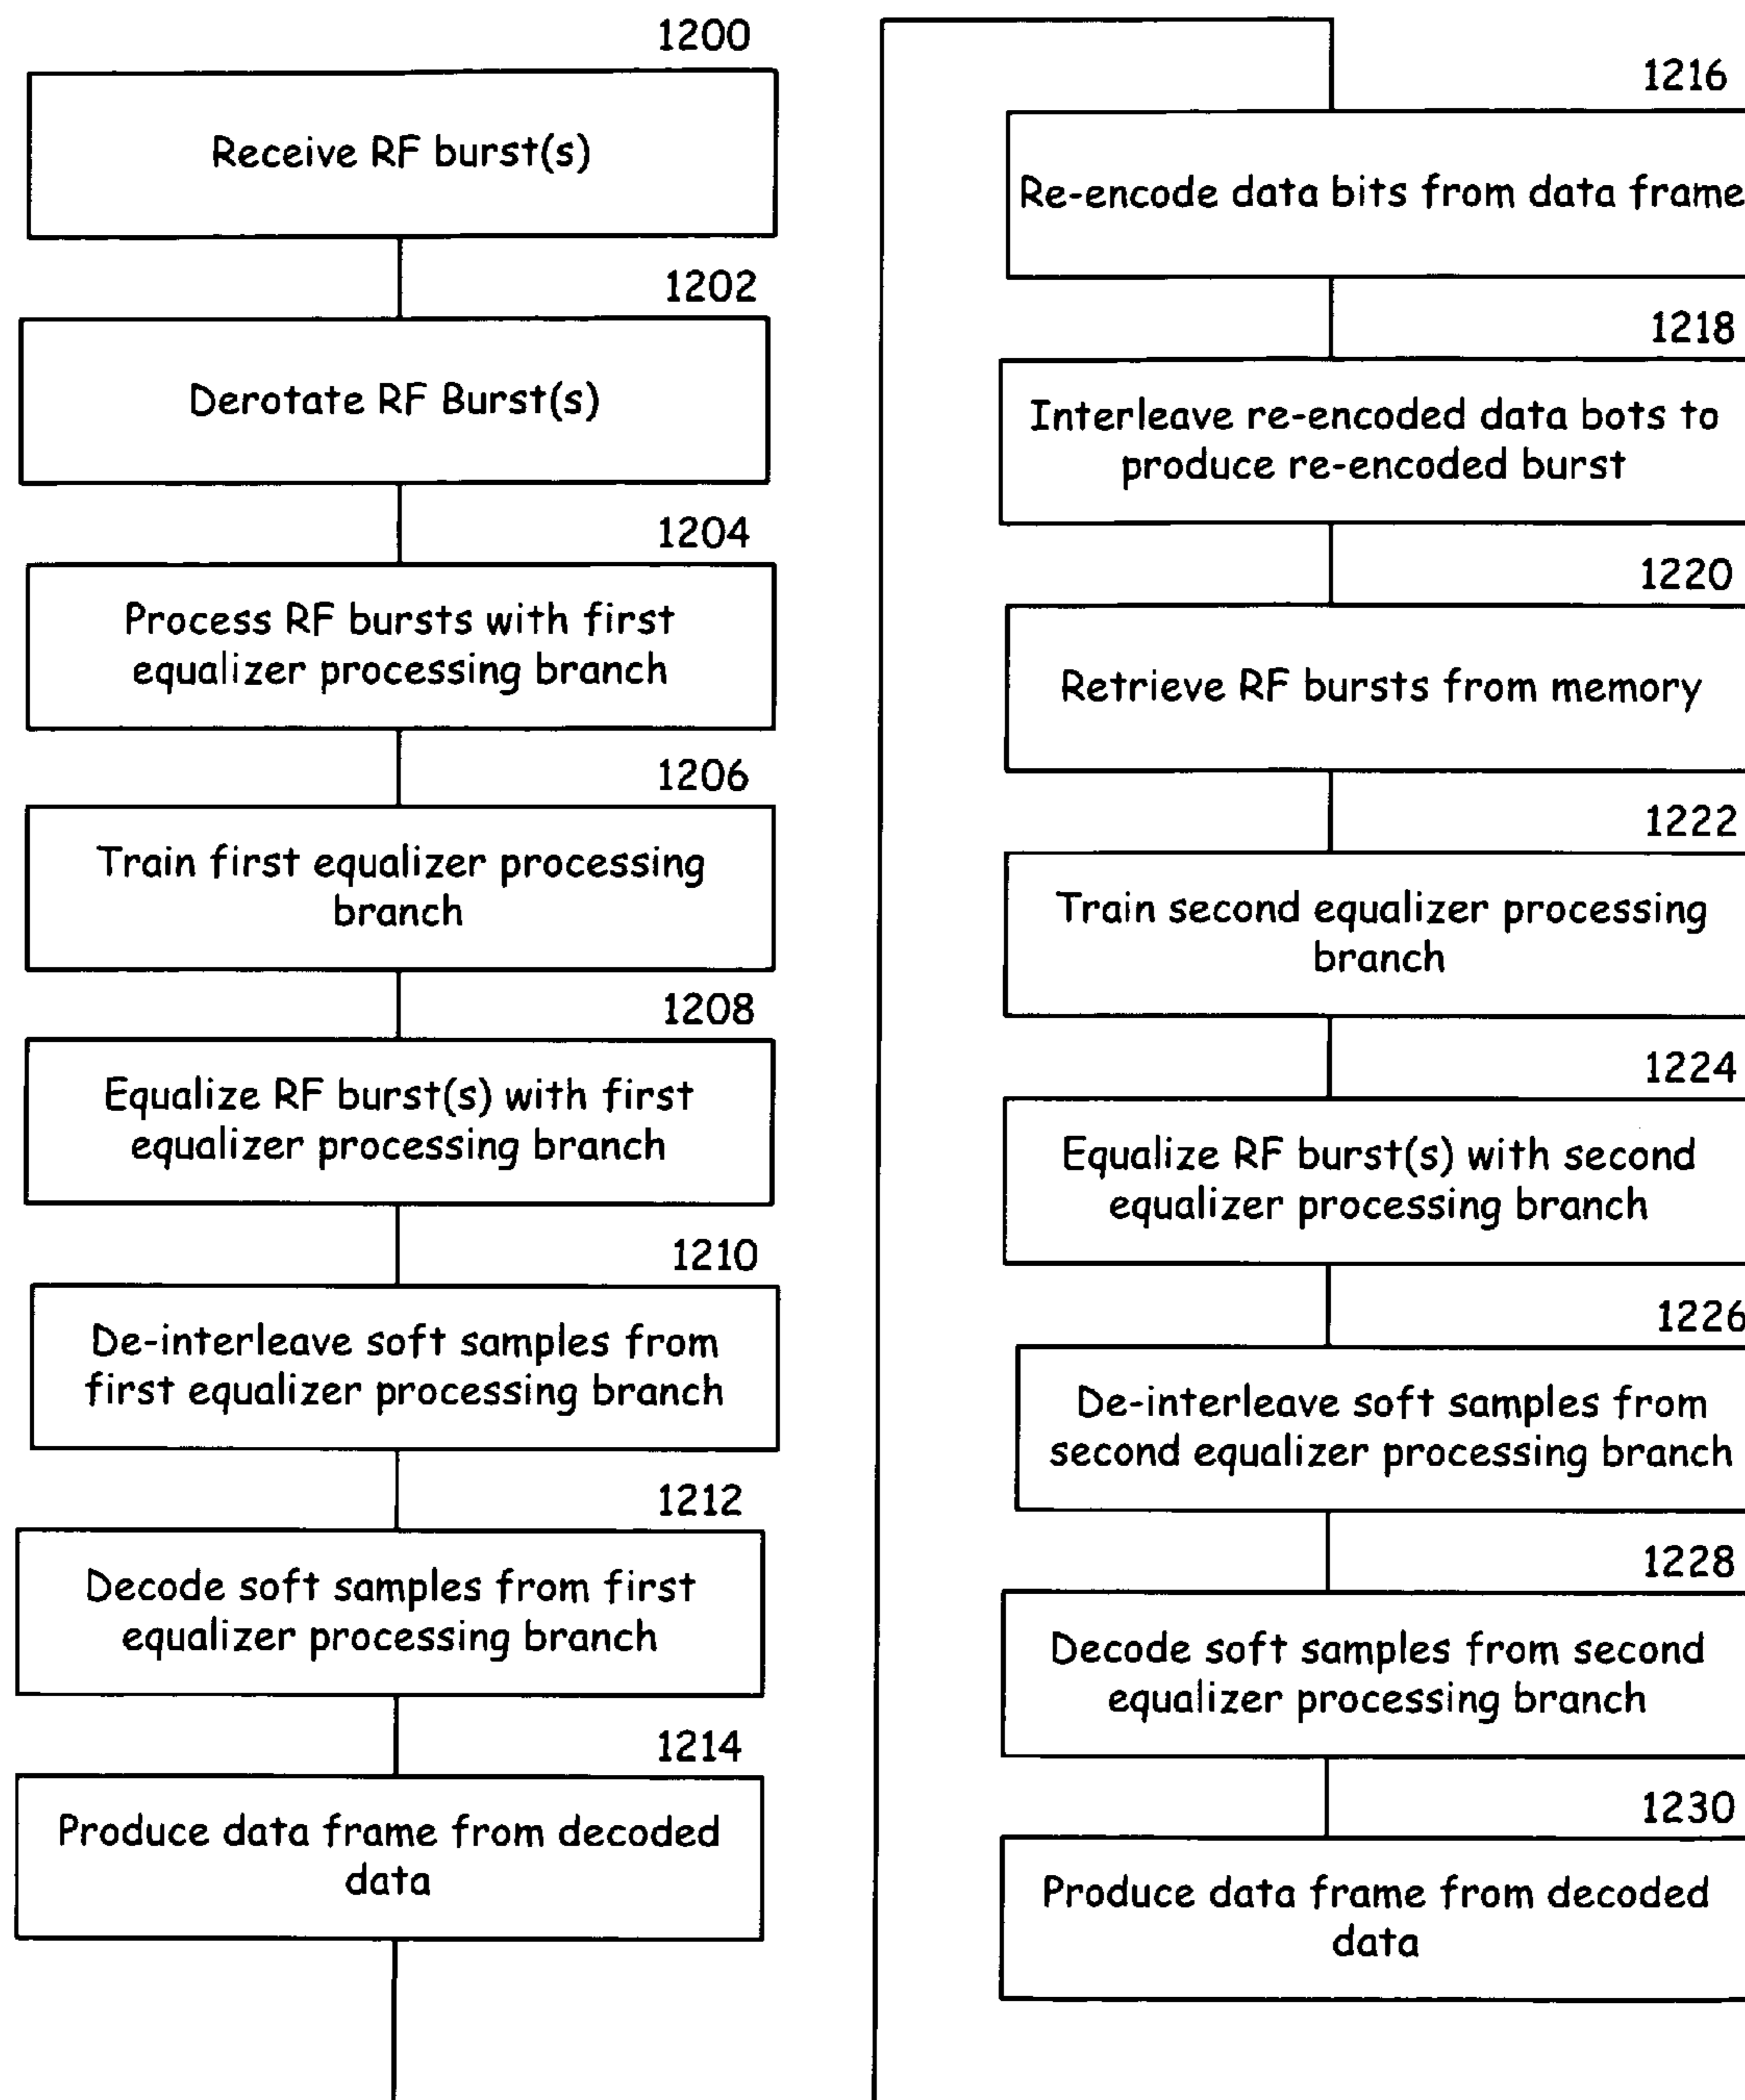 1200
Receive RF burst(s)
1202
Derotate RF Burst(s)
1204
Process RF bursts with first
equalizer processing branch
1206
Train first equalizer processing
branch
1208
Equalize RF burst(s) with first
equalizer processing branch
1210
De-interleave soft samples from
first equalizer processing branch
1212
Decode soft samples from first
equalizer processing branch
1214
Produce data frame from decoded
data
1216
Re-encode data bits from data frame
1218
Interleave re-encoded data bots to
produce re-encoded burst
1220
Retrieve RF bursts from memory
1222
Train second equalizer processing
branch
1224
Equalize RF burst(s) with second
equalizer processing branch
1226
De-interleave soft samples from
second equalizer processing branch
1228
Decode soft samples from second
equalizer processing branch
1230
Produce data frame from decoded
data